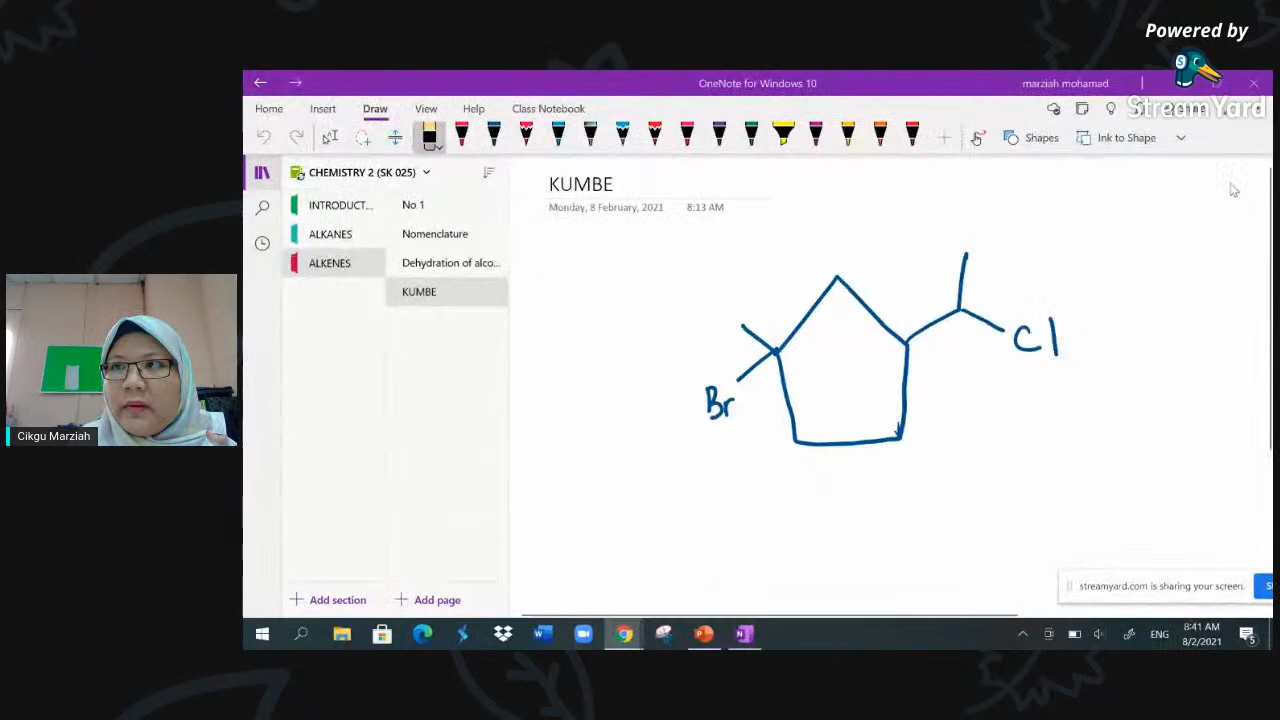 Powered by
StreamYard
OneNote for Windows 10
marziah mohamad
Home
Insert
Draw
View
Help
Class Notebook
Shapes
Ink to Shape
CHEMISTRY 2 (SK 025)
INTRODUCT...
No 1
ALKANES
Nomenclature
ALKENES
Dehydration of alco...
KUMBE
KUMBE
Monday, 8 February, 2021 8:13 AM
Cl
Br
Cikgu Marziah
streamyard.com is sharing your screen.
S
Add section
Add page
ENG
8:41 AM
8/2/2021
5